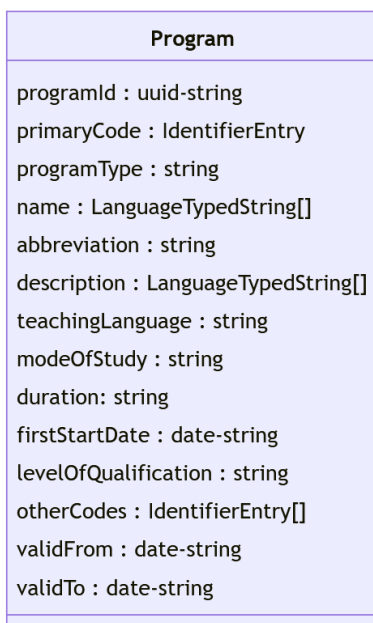 Program
programId : uuid-string
primaryCode : IdentifierEntry
programType : string
name : LanguageTypedString[]
abbreviation : string
description : LanguageTypedString[]
teachingLanguage : string
modeOfStudy : string
duration: string
firstStartDate : date-string
levelOfQualification : string
otherCodes : IdentifierEntry[]
validFrom : date-string
validTo : date-string